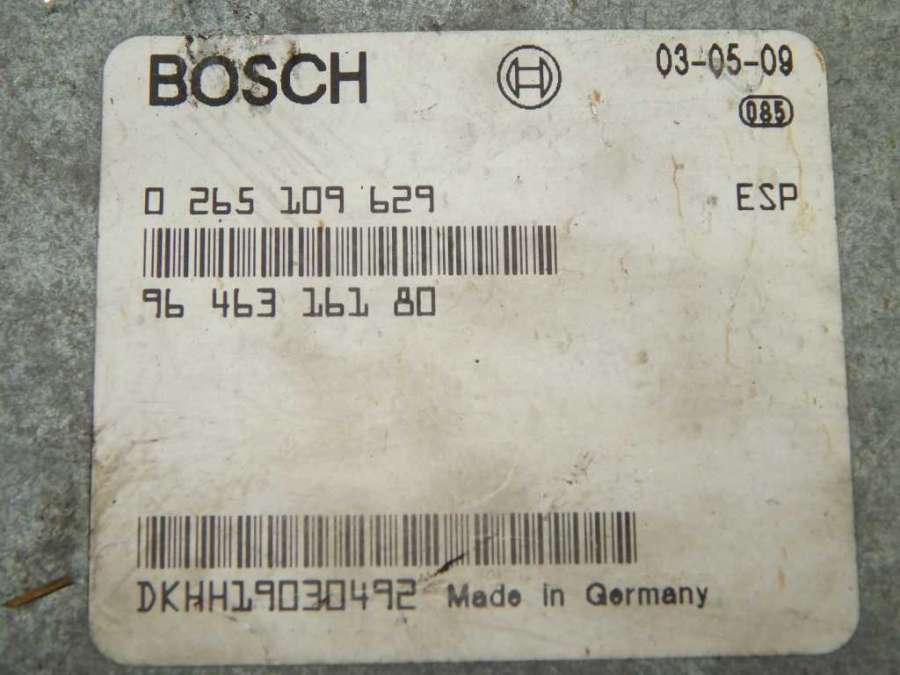 BOSCH 03-05-09
085
0 265 109 629 ESP
96 463 161 80
DKHH19030492 Made in Germany